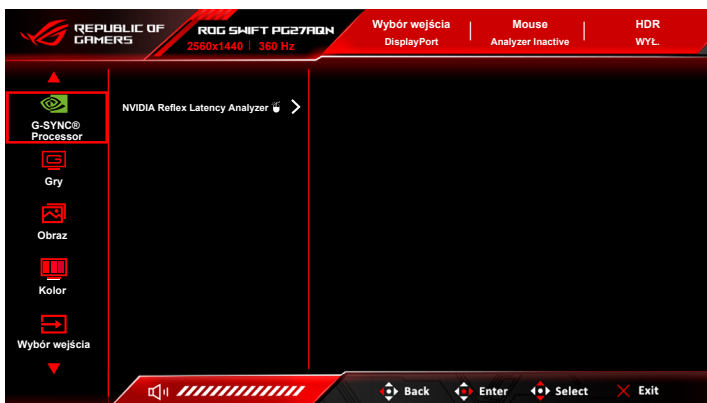 REPUBLIC OF
GAMERS
ROG SWIFT PG27AQN
2560x1440 | 360 Hz
Wybór wejścia
DisplayPort
Mouse
Analyzer Inactive
HDR
WYŁ.
G-SYNC®
Processor
NVIDIA Reflex Latency Analyzer
Gry
Obraz
Kolor
Wybór wejścia
Back
Enter
Select
Exit